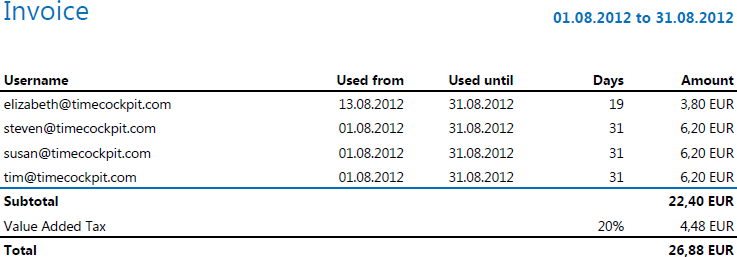 Invoice
01.08.2012 to 31.08.2012
Username Used from Used until Days Amount
elizabeth@timecockpit.com 13.08.2012 31.08.2012 19 3,80 EUR
steven@timecockpit.com 01.08.2012 31.08.2012 31 6,20 EUR
susan@timecockpit.com 01.08.2012 31.08.2012 31 6,20 EUR
tim@timecockpit.com 01.08.2012 31.08.2012 31 6,20 EUR
Subtotal 22,40 EUR
Value Added Tax 20% 4,48 EUR
Total 26,88 EUR